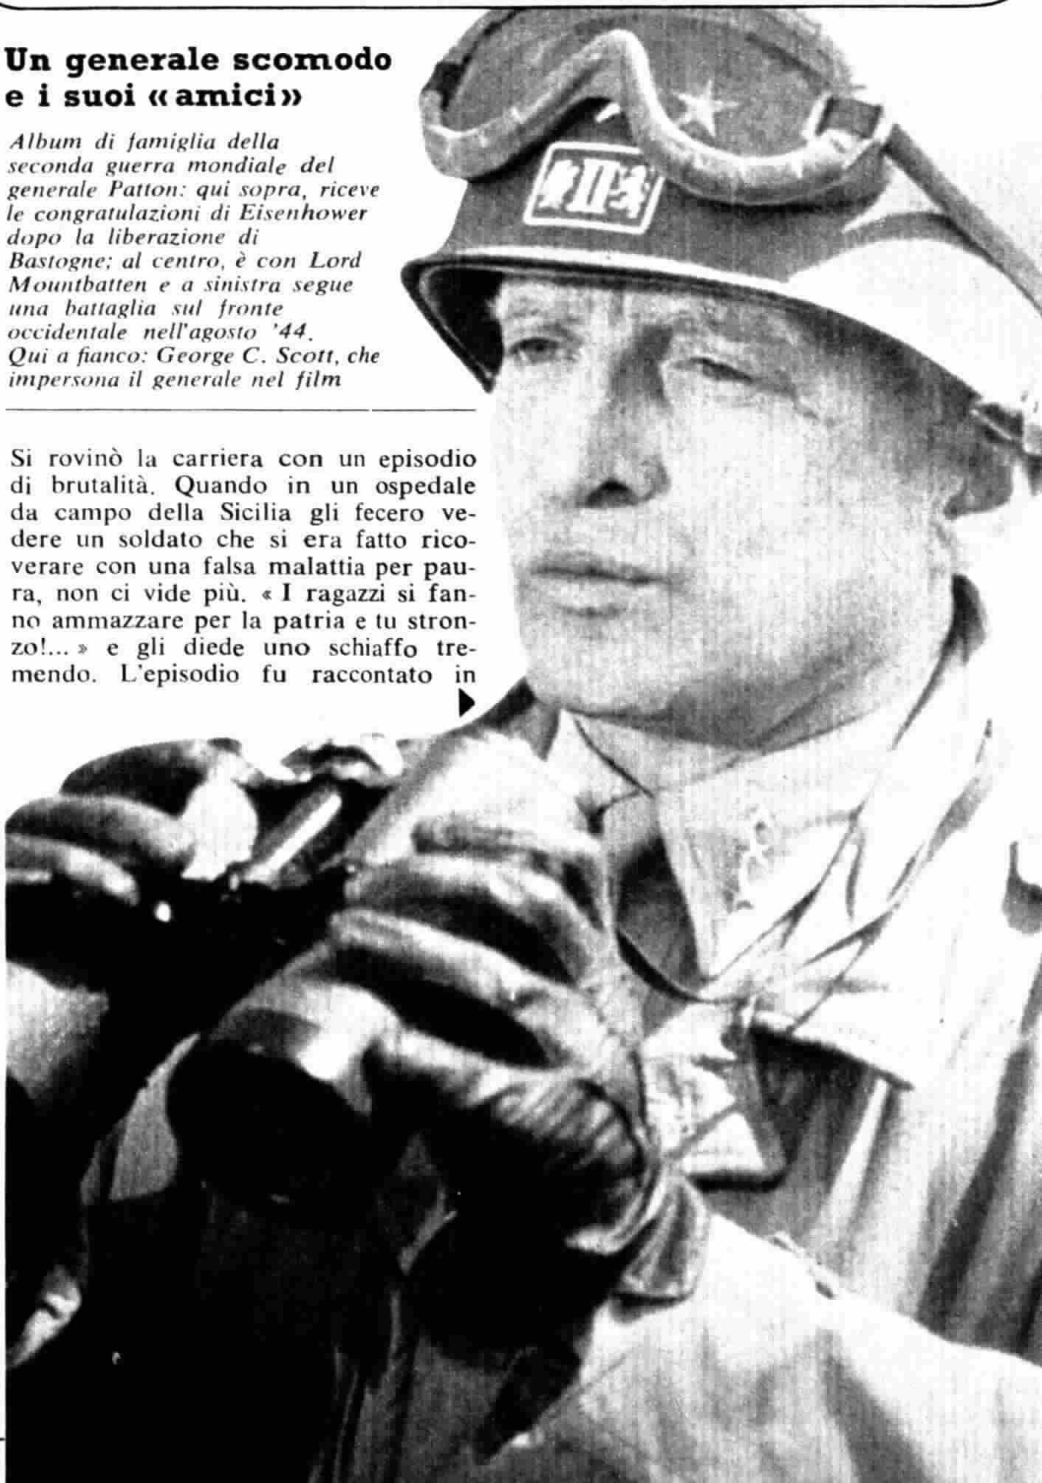 Un generale scomodo
e i suoi «amici»
Album di famiglia della
seconda guerra mondiale del
generale Patton: qui sopra, riceve
le congratulazioni di Eisenhower
dopo la liberazione di
Bastogne; al centro, è con Lord
Mountbatten e a sinistra segue
una battaglia sul fronte
occidentale nell'agosto '44.
Qui a fianco: George C. Scott, che
impersona il generale nel film
Si rovinò la carriera con un episodio
di brutalità. Quando in un ospedale
da campo della Sicilia gli fecero ve-
dere un soldato che si era fatto rico-
verare con una falsa malattia per pau-
ra, non ci vide più. « I ragazzi si fan-
no ammazzare per la patria e tu stron-
zo!... » e gli diede uno schiaffo tre-
mendo. L'episodio fu raccontato in
II